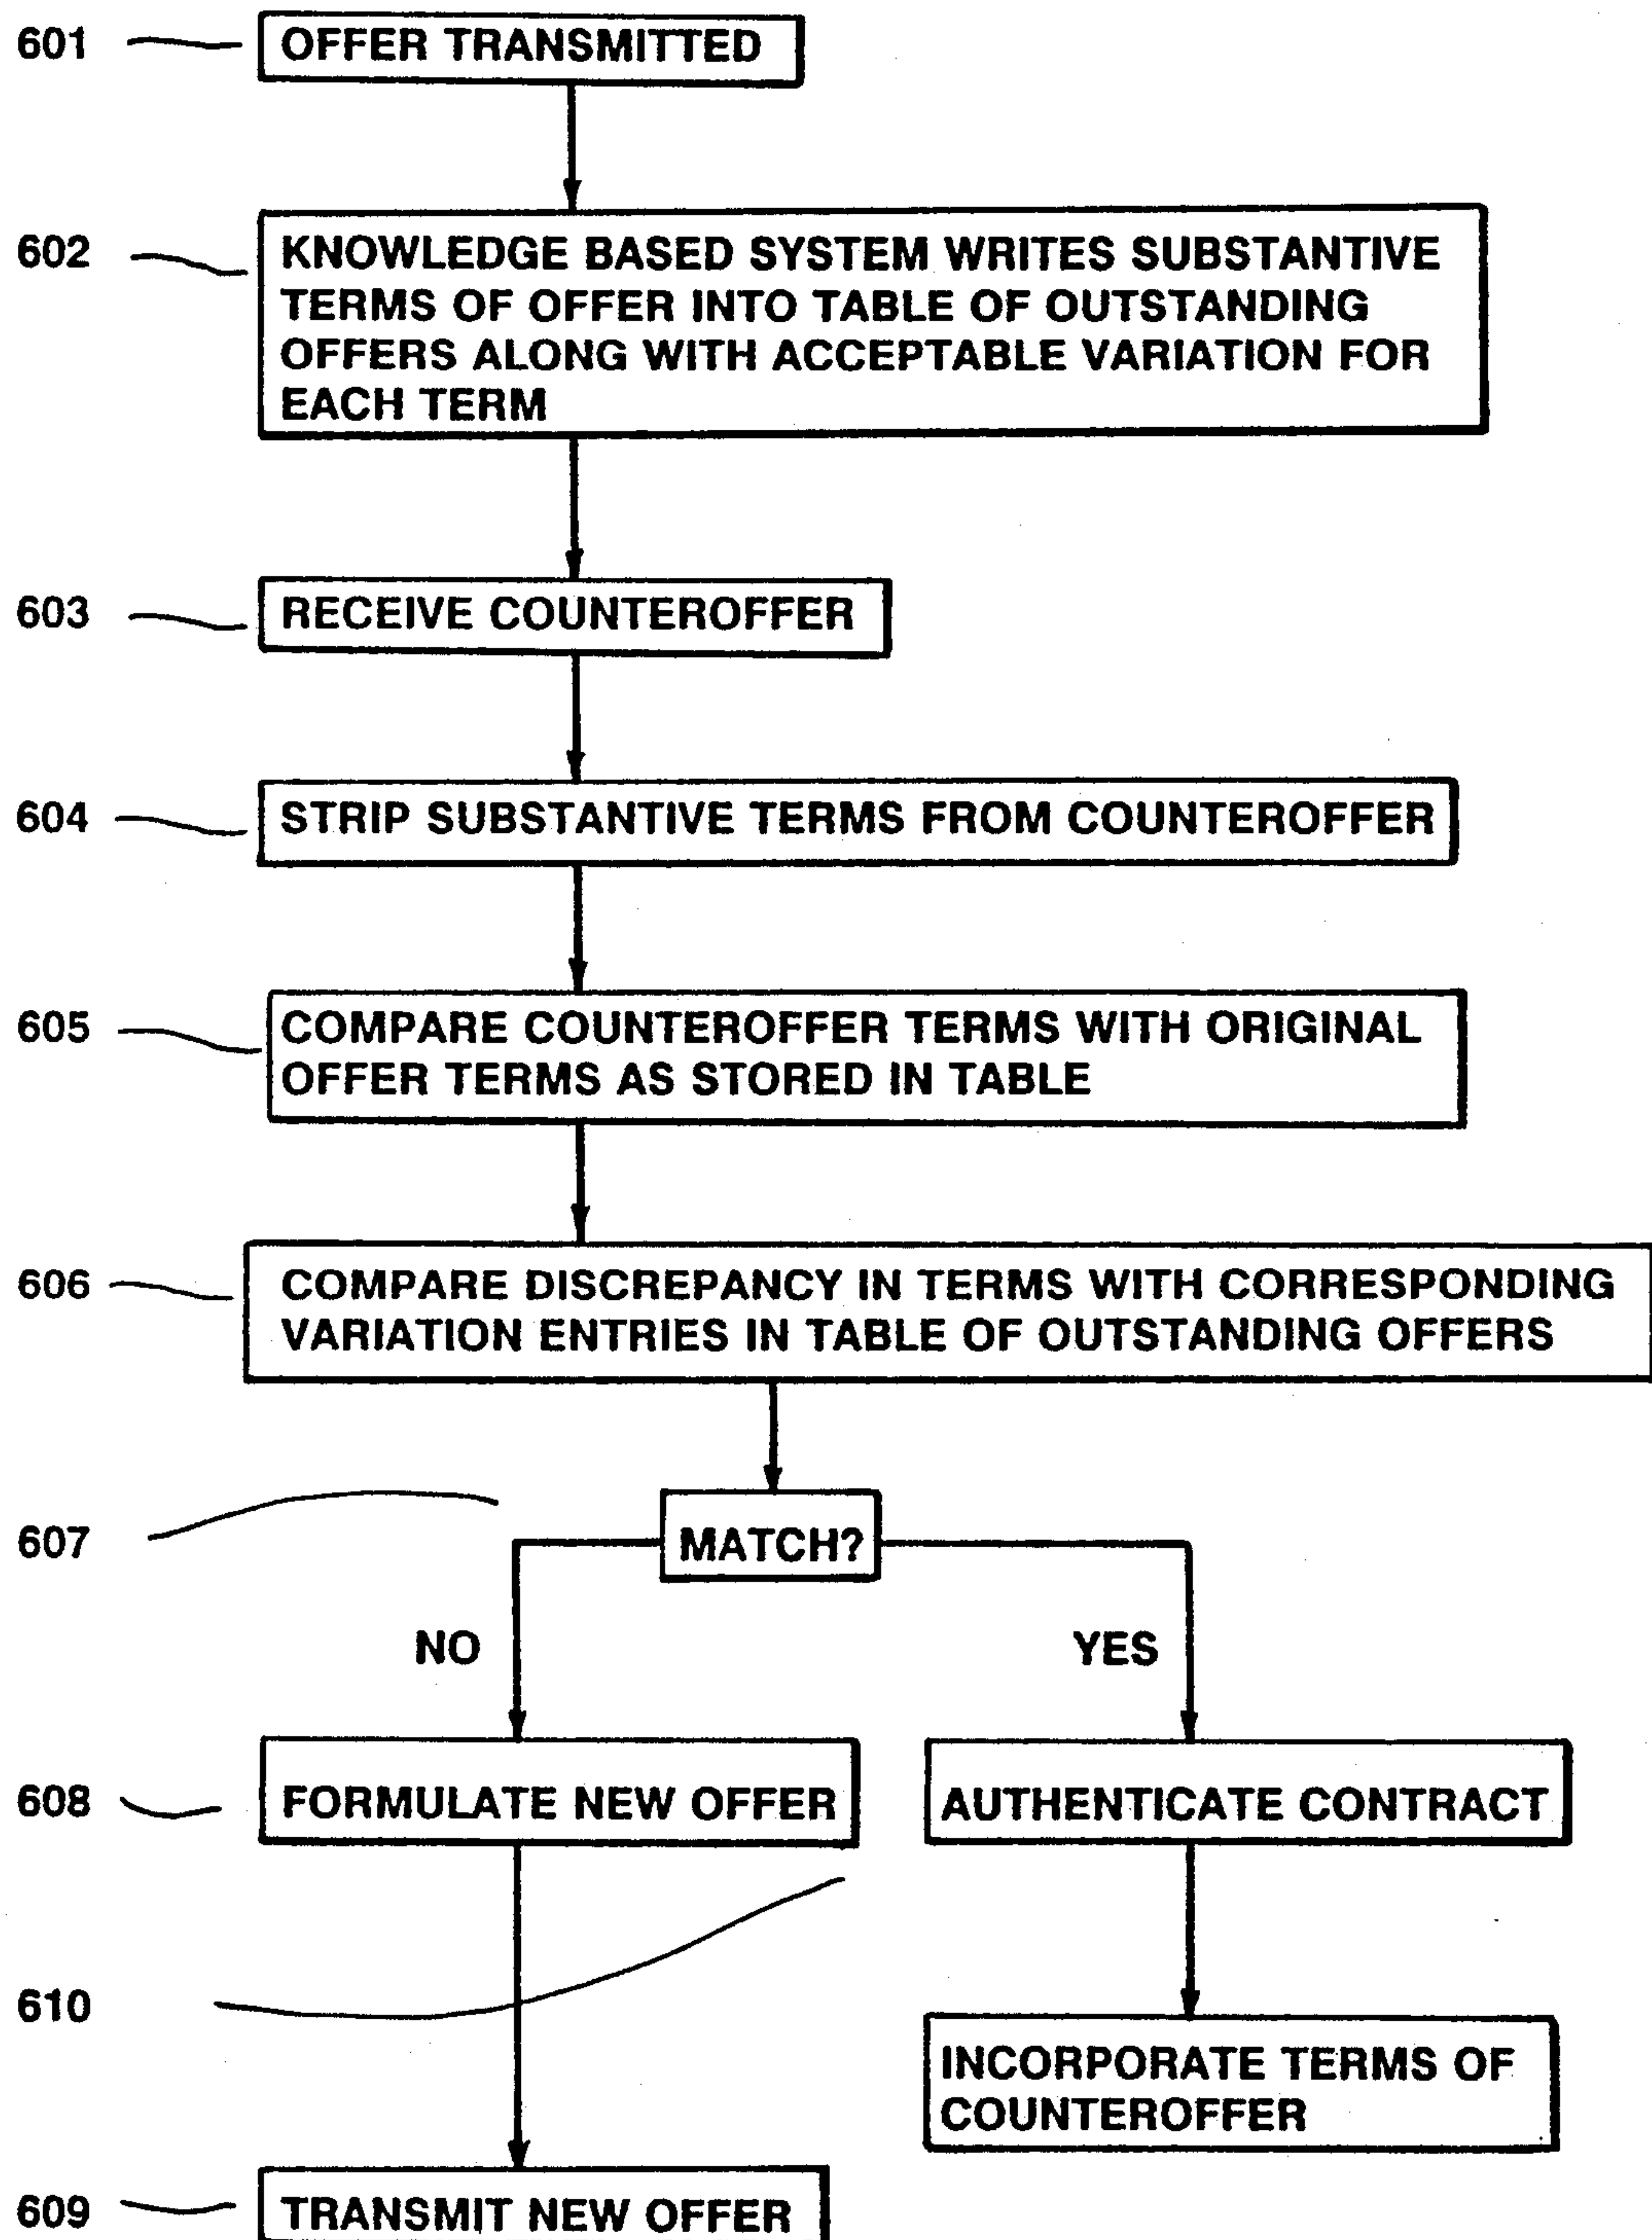 601 OFFER TRANSMITTED
602 KNOWLEDGE BASED SYSTEM WRITES SUBSTANTIVE
TERMS OF OFFER INTO TABLE OF OUTSTANDING
OFFERS ALONG WITH ACCEPTABLE VARIATION FOR
EACH TERM
603 RECEIVE COUNTEROFFER
604 STRIP SUBSTANTIVE TERMS FROM COUNTEROFFER
605 COMPARE COUNTEROFFER TERMS WITH ORIGINAL
OFFER TERMS AS STORED IN TABLE
606 COMPARE DISCREPANCY IN TERMS WITH CORRESPONDING
VARIATION ENTRIES IN TABLE OF OUTSTANDING OFFERS
607 MATCH?
NO YES
608 FORMULATE NEW OFFER AUTHENTICATE CONTRACT
610
INCORPORATE TERMS OF
COUNTEROFFER
609 TRANSMIT NEW OFFER